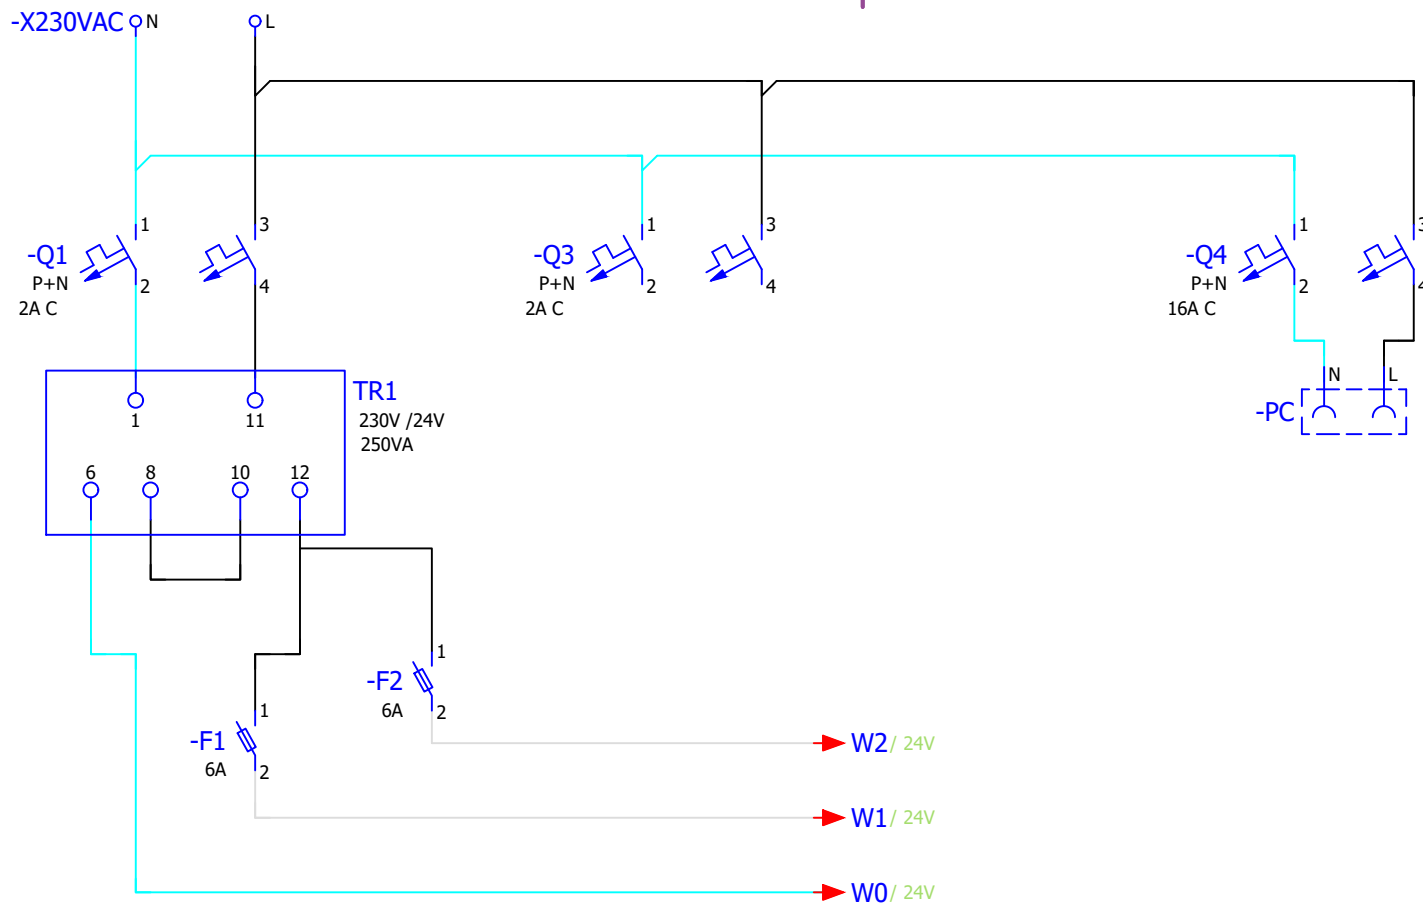 -X230VAC N L
1 3 1 3 1 3
-Q1 -Q3 -Q4
P+N P+N P+N
2 4 2 4 2 4
2A C 2A C 16A C
N L
TR1
-PC
1 11 230V /24V
250VA
6 8 10 12
1
-F2
6A 2
1
-F1
6A 2
W2/ 24V
W1/ 24V
W0/ 24V